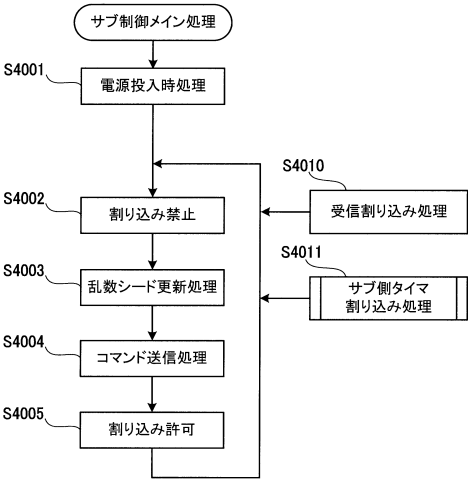 サブ制御メイン処理
S4001
電源投入時処理
S4002
割り込み禁止
S4003
乱数シード更新処理
S4004
コマンド送信処理
S4005
割り込み許可
S4010
受信割り込み処理
S4011
サブ側タイマ
割り込み処理